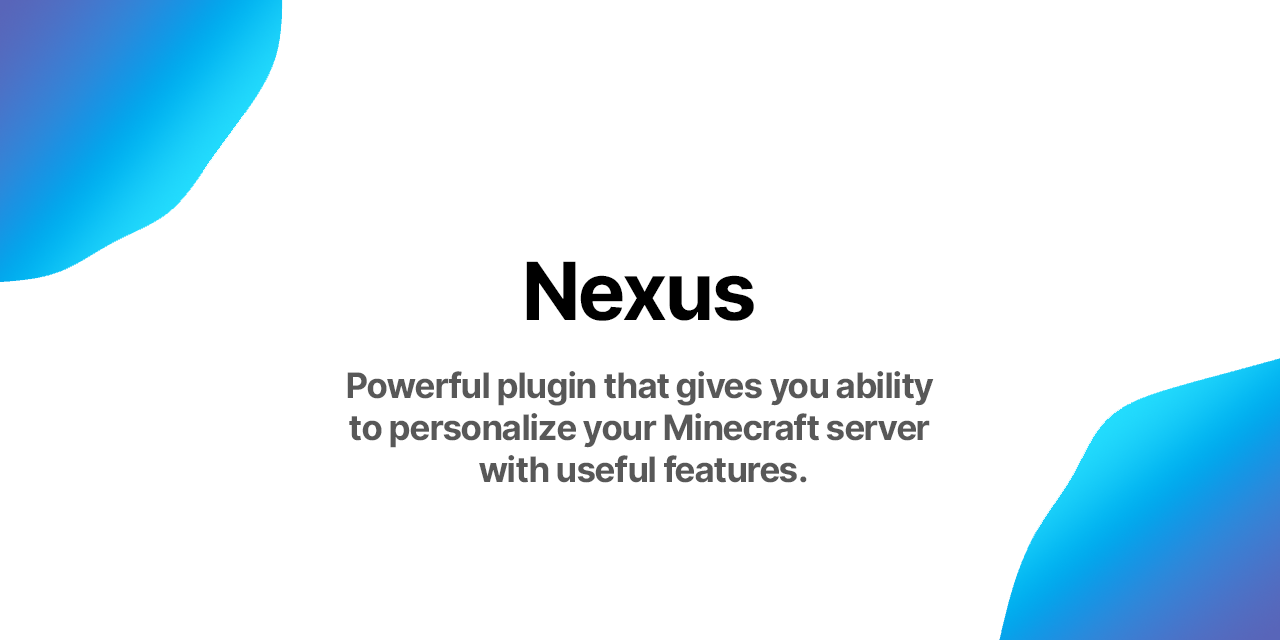 Nexus
Powerful plugin that gives you ability
to personalize your Minecraft server
with useful features.